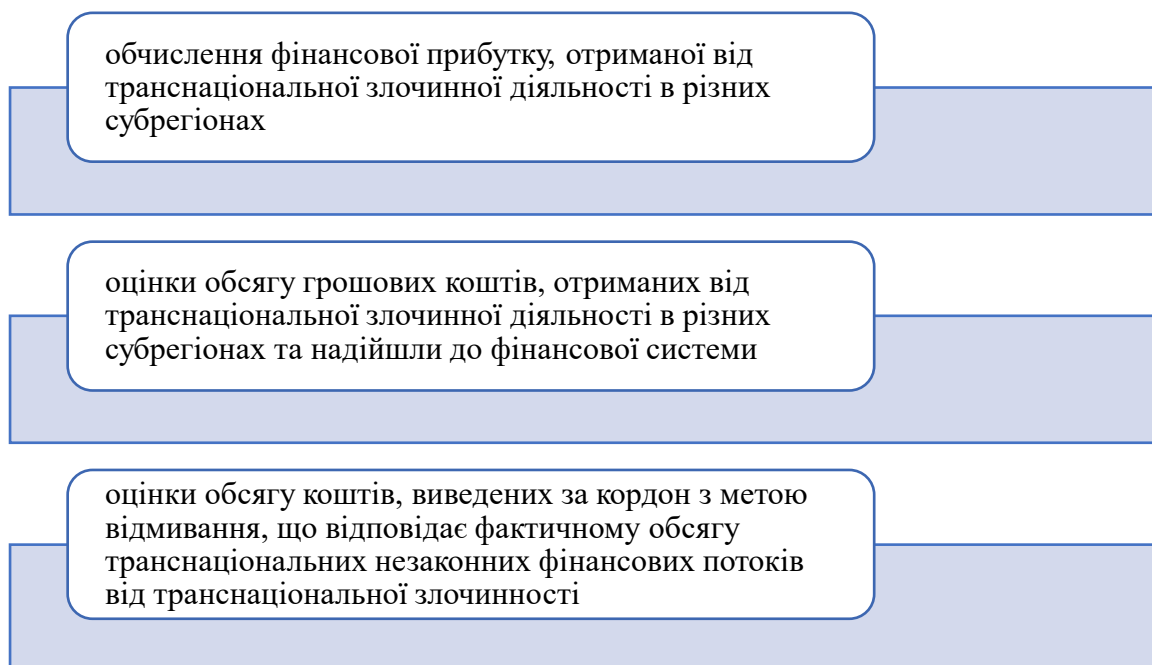 обчислення фінансової прибутку, отриманої від
транснаціональної злочинної діяльності в різних
субрегіонах
оцінки обсягу грошових коштів, отриманих від
транснаціональної злочинної діяльності в різних
субрегіонах та надійшли до фінансової системи
оцінки обсягу коштів, виведених за кордон з метою
відмивання, що відповідає фактичному обсягу
транснаціональних незаконних фінансових потоків
від транснаціональної злочинності